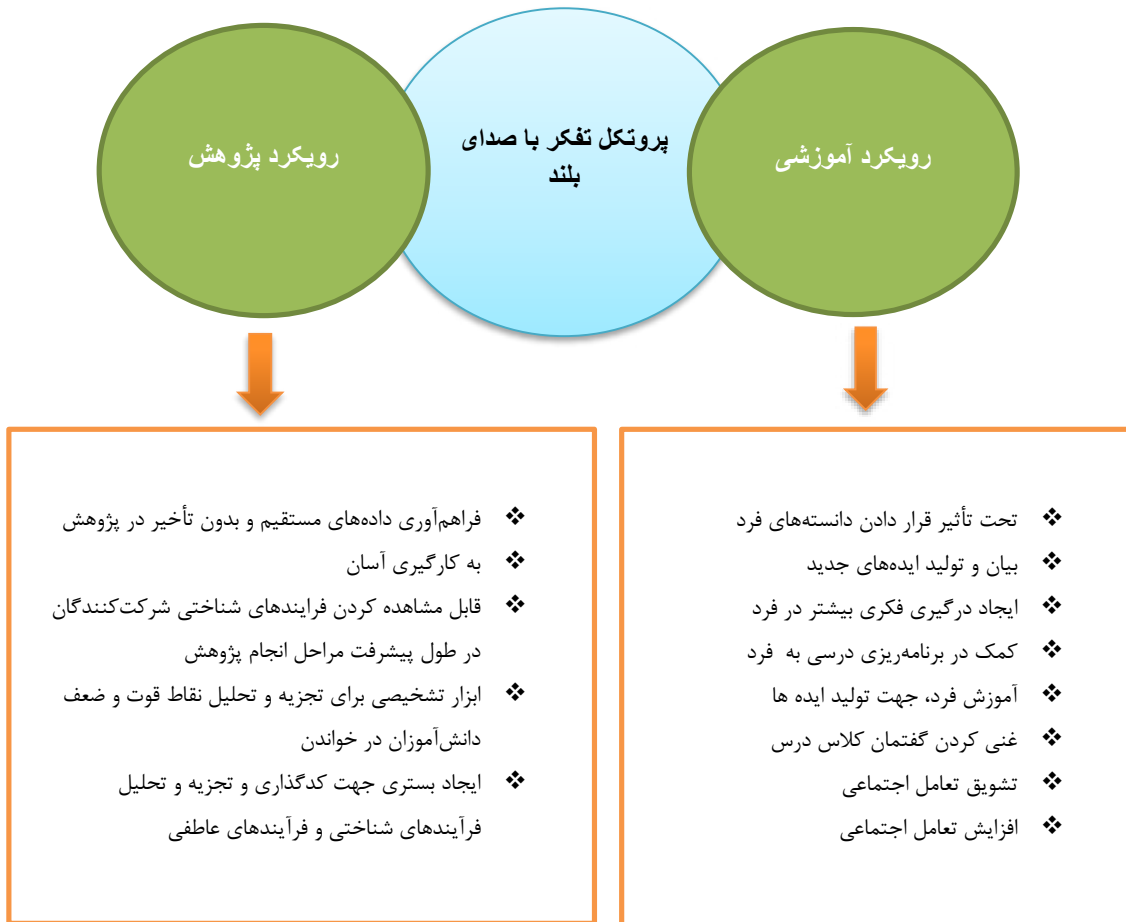 رویکرد آموزشی
پروتکل تفکر با صدای
بلند
رویکرد پژوهش
❖ تحت تأثیر قرار دادن دانسته‌های فرد
❖ بیان و تولید ایده‌های جدید
❖ ایجاد درگیری فکری بیشتر در فرد
❖ کمک در برنامه‌ریزی درسی به فرد
❖ آموزش فرد، جهت تولید ایده ها
❖ غنی کردن گفتمان کلاس درس
❖ تشویق تعامل اجتماعی
❖ افزایش تعامل اجتماعی
❖ فراهم‌آوری داده‌های مستقیم و بدون تأخیر در پژوهش
❖ به کارگیری آسان
❖ قابل مشاهده کردن فرایندهای شناختی شرکت‌کنندگان
در طول پیشرفت مراحل انجام پژوهش
❖ ابزار تشخیصی برای تجزیه و تحلیل نقاط قوت و ضعف
دانش‌آموزان در خواندن
❖ ایجاد بستری جهت کدگذاری و تجزیه و تحلیل
فرآیندهای شناختی و فرآیندهای عاطفی